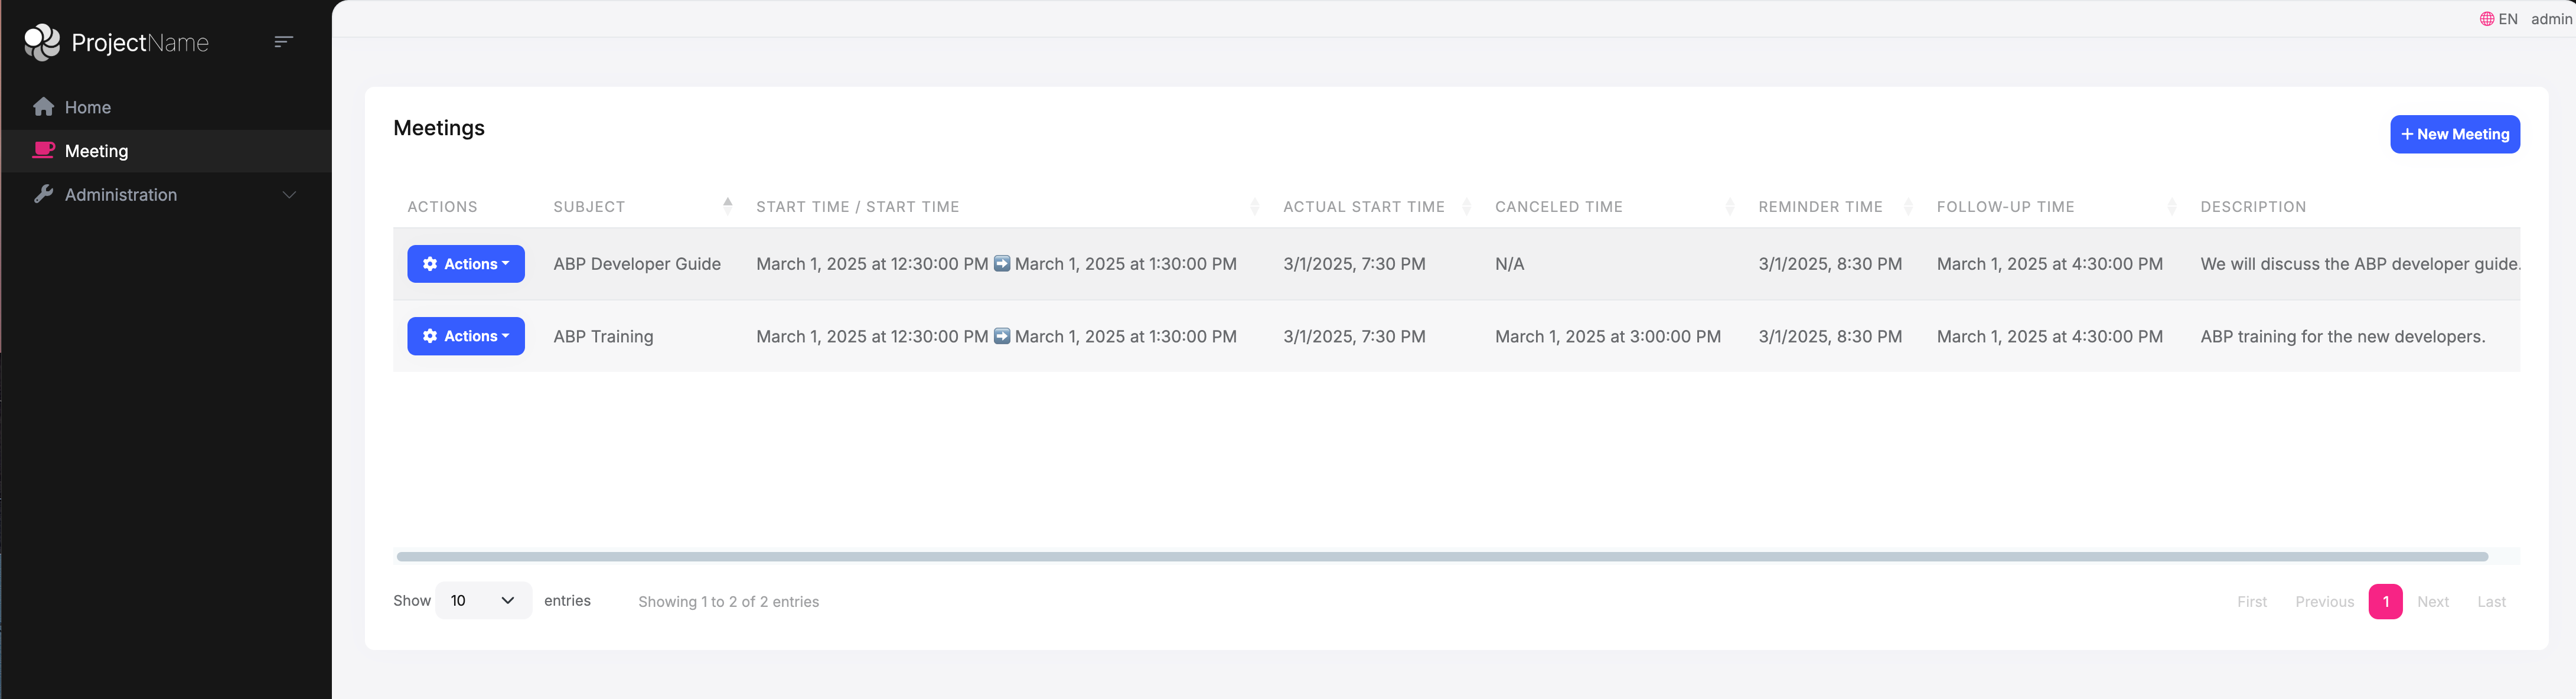 EN admin
ProjectName
Home
Meeting
Administration
Meetings
+ New Meeting
ACTIONS SUBJECT START TIME / START TIME ACTUAL START TIME CANCELED TIME REMINDER TIME FOLLOW-UP TIME DESCRIPTION
Actions ABP Developer Guide March 1, 2025 at 12:30:00 PM ➡️ March 1, 2025 at 1:30:00 PM 3/1/2025, 7:30 PM N/A 3/1/2025, 8:30 PM March 1, 2025 at 4:30:00 PM We will discuss the ABP developer guide.
Actions ABP Training March 1, 2025 at 12:30:00 PM ➡️ March 1, 2025 at 1:30:00 PM 3/1/2025, 7:30 PM March 1, 2025 at 3:00:00 PM 3/1/2025, 8:30 PM March 1, 2025 at 4:30:00 PM ABP training for the new developers.
Show 10 entries Showing 1 to 2 of 2 entries First Previous 1 Next Last